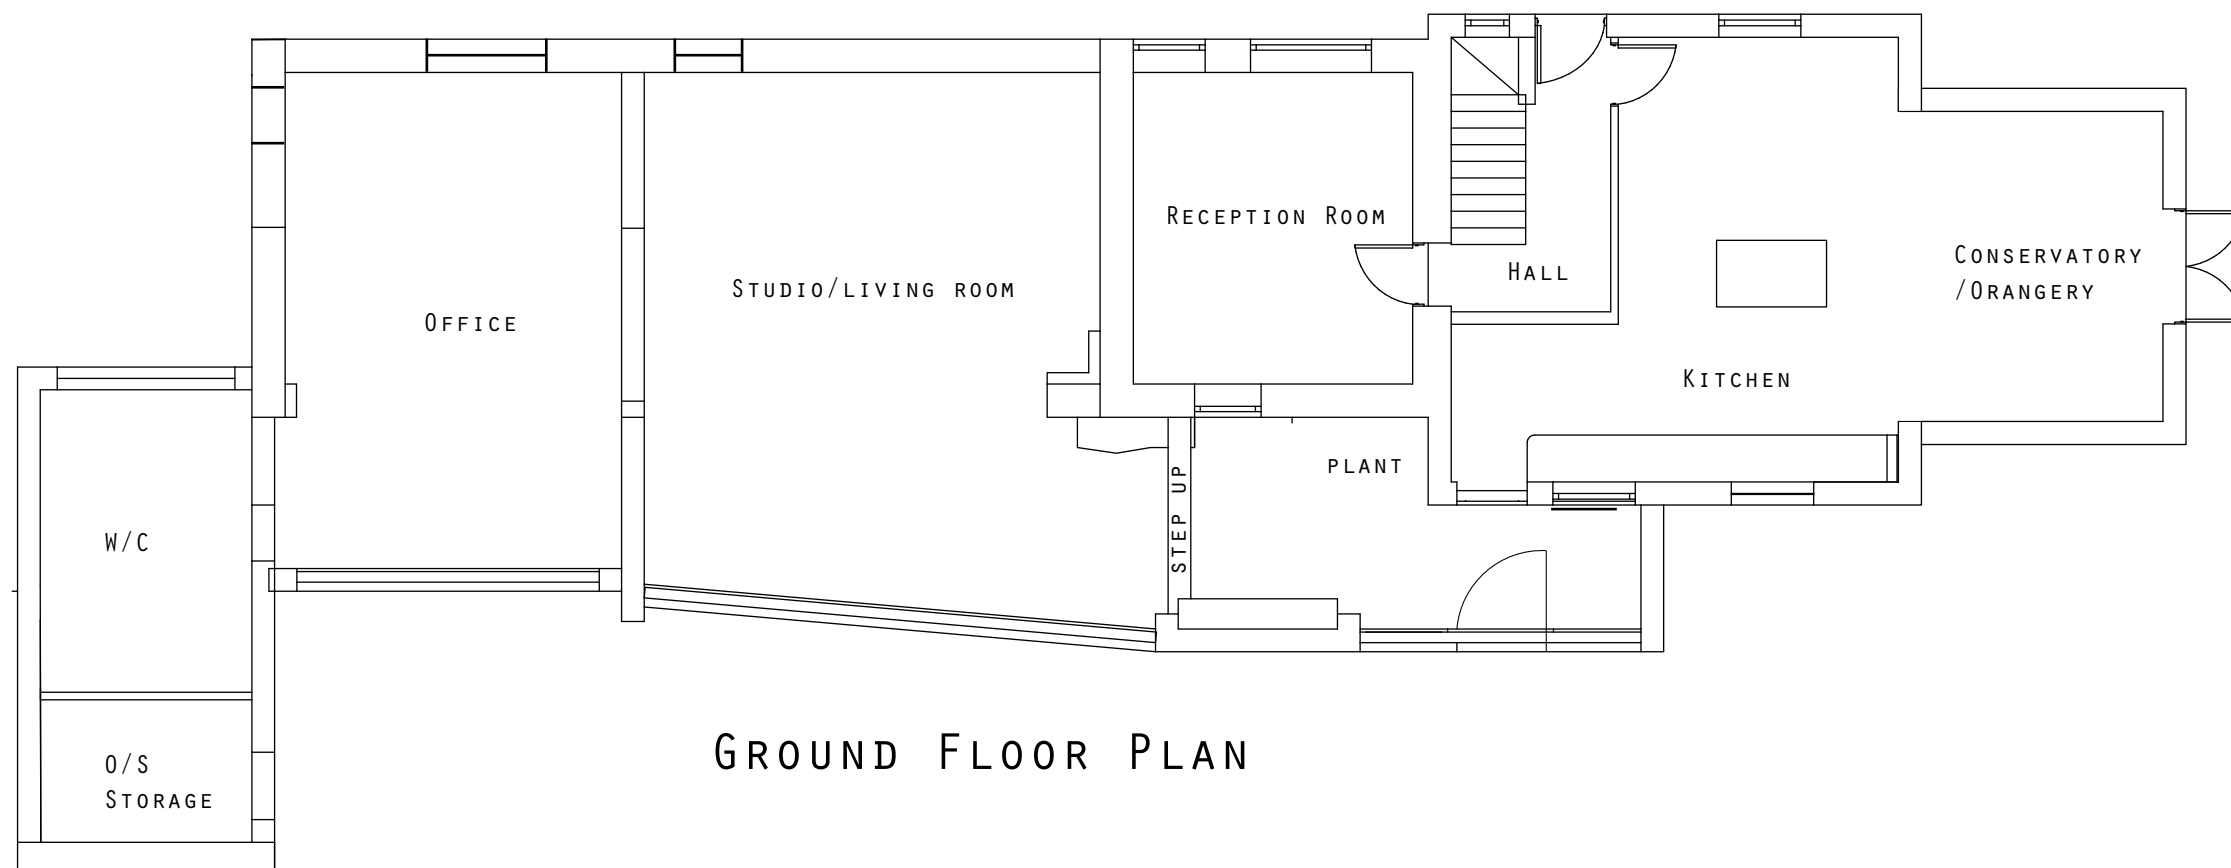 Reception Room
Conservatory
/Orangery
Hall
Studio/living room
Office
Kitchen
plant
step up
W/C
Ground Floor Plan
O/S
Storage